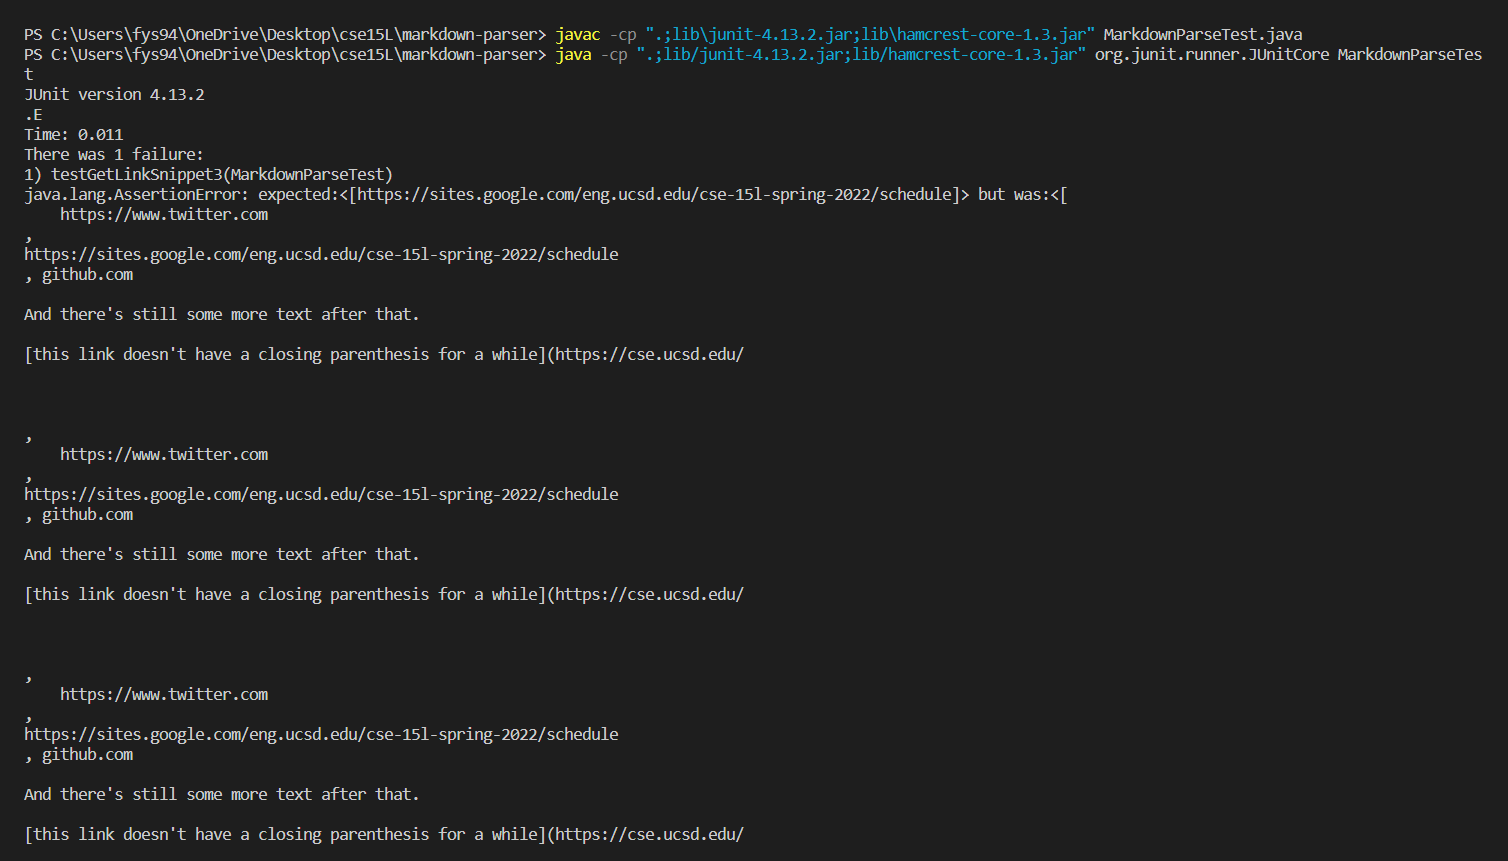 PS C:\Users\fys94\OneDrive\Desktop\cse15L\markdown-parser> javac -cp ".;lib\junit-4.13.2.jar;lib\hamcrest-core-1.3.jar" MarkdownParseTest.java
PS C:\Users\fys94\OneDrive\Desktop\cse15L\markdown-parser> java -cp ".;lib/junit-4.13.2.jar;lib/hamcrest-core-1.3.jar" org.junit.runner.JUnitCore MarkdownParseTes
t
JUnit version 4.13.2
.E
Time: 0.011
There was 1 failure:
1) testGetLinkSnippet3(MarkdownParseTest)
java.lang.AssertionError: expected:<[https://sites.google.com/eng.ucsd.edu/cse-15l-spring-2022/schedule]> but was:<[
    https://www.twitter.com
,
https://sites.google.com/eng.ucsd.edu/cse-15l-spring-2022/schedule
, github.com
And there's still some more text after that.
[this link doesn't have a closing parenthesis for a while](https://cse.ucsd.edu/
,
    https://www.twitter.com
,
https://sites.google.com/eng.ucsd.edu/cse-15l-spring-2022/schedule
, github.com
And there's still some more text after that.
[this link doesn't have a closing parenthesis for a while](https://cse.ucsd.edu/
,
    https://www.twitter.com
,
https://sites.google.com/eng.ucsd.edu/cse-15l-spring-2022/schedule
, github.com
And there's still some more text after that.
[this link doesn't have a closing parenthesis for a while](https://cse.ucsd.edu/